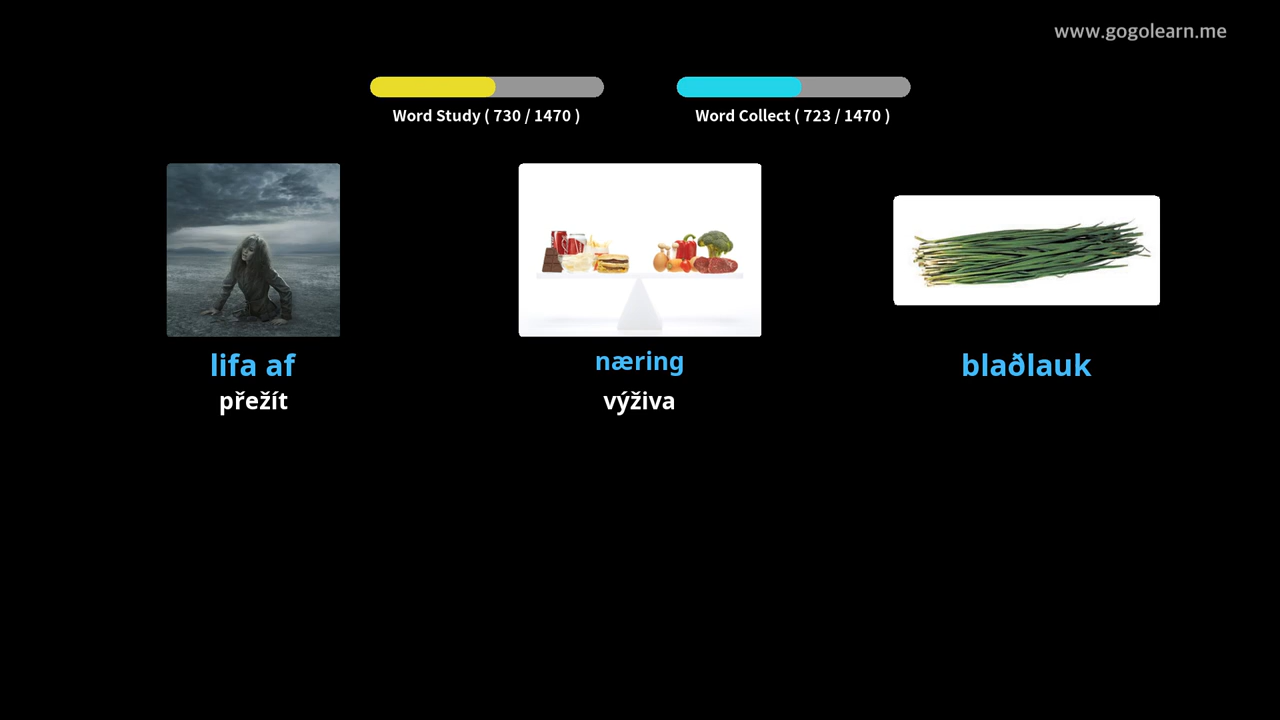 www.gogolearn.me
Word Study ( 730 / 1470 )
Word Collect ( 723 / 1470 )
lifa af
næring
blaðlauk
přežít
výživa